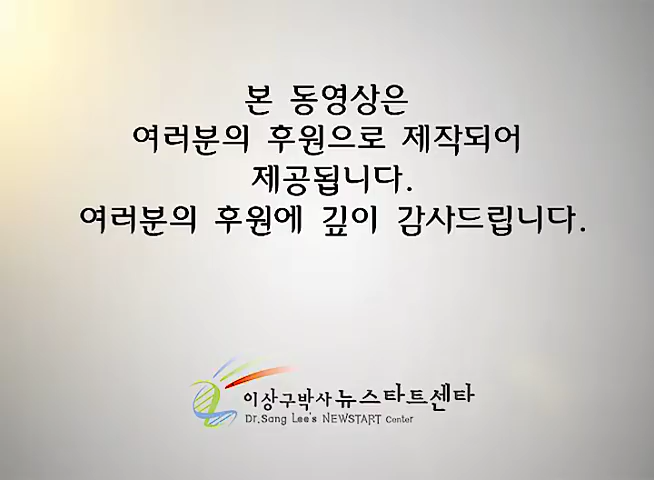 본 동영상은
여러분의 후원으로 제작되어
제공됩니다.
여러분의 후원에 깊이 감사드립니다.
이상구박사 뉴스타트센타
Dr.Sang Lee's NEWSTART Center